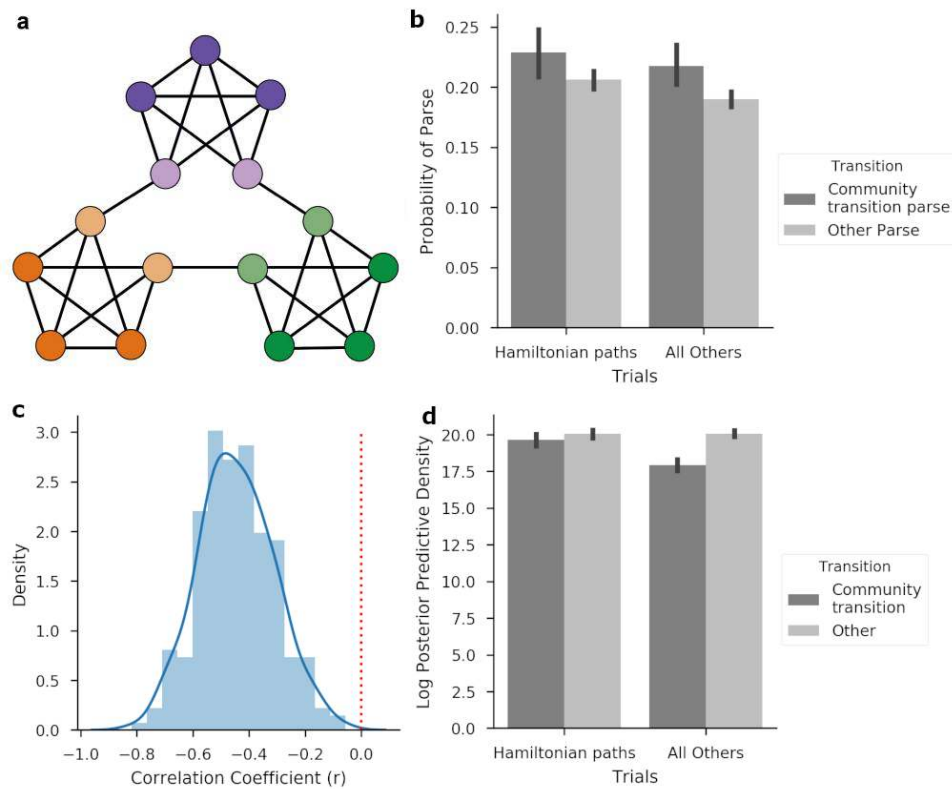 a
b
Probability of Parse
0.25
0.20
0.15
0.10
0.05
0.00
Hamiltonian paths
All Others
Trials
Transition
Community
transition parse
Other Parse
c
Density
3.0
2.5
2.0
1.5
1.0
0.5
0.0
−1.0
−0.8
−0.6
−0.4
−0.2
0.0
Correlation Coefficient (r)
d
Log Posterior Predictive Density
20.0
17.5
15.0
12.5
10.0
7.5
5.0
2.5
0.0
Hamiltonian paths
All Others
Trials
Transition
Community
transition
Other